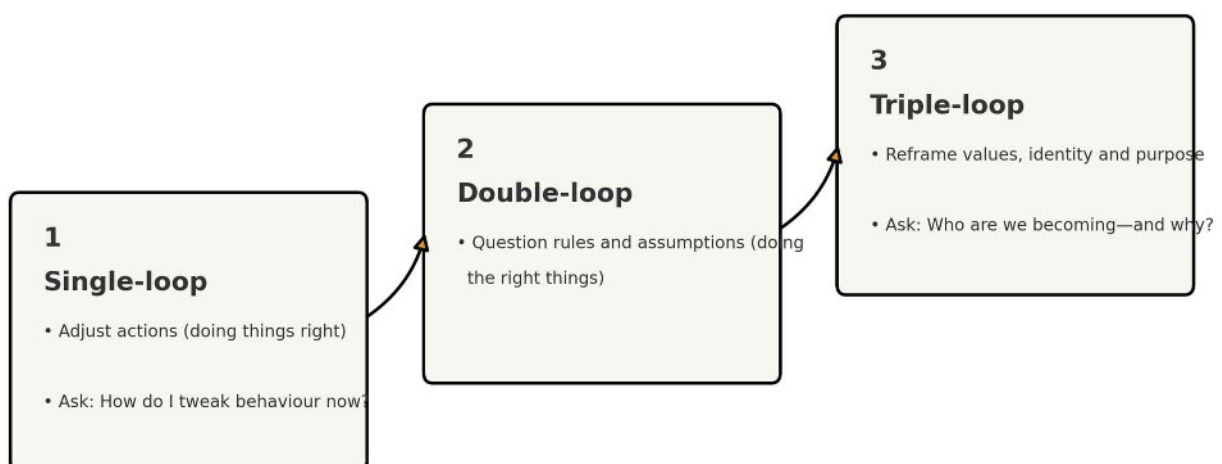 1
Single-loop
• Adjust actions (doing things right)
• Ask: How do I tweak behaviour now?
2
Double-loop
• Question rules and assumptions (doing
the right things)
3
Triple-loop
• Reframe values, identity and purpose
• Ask: Who are we becoming—and why?